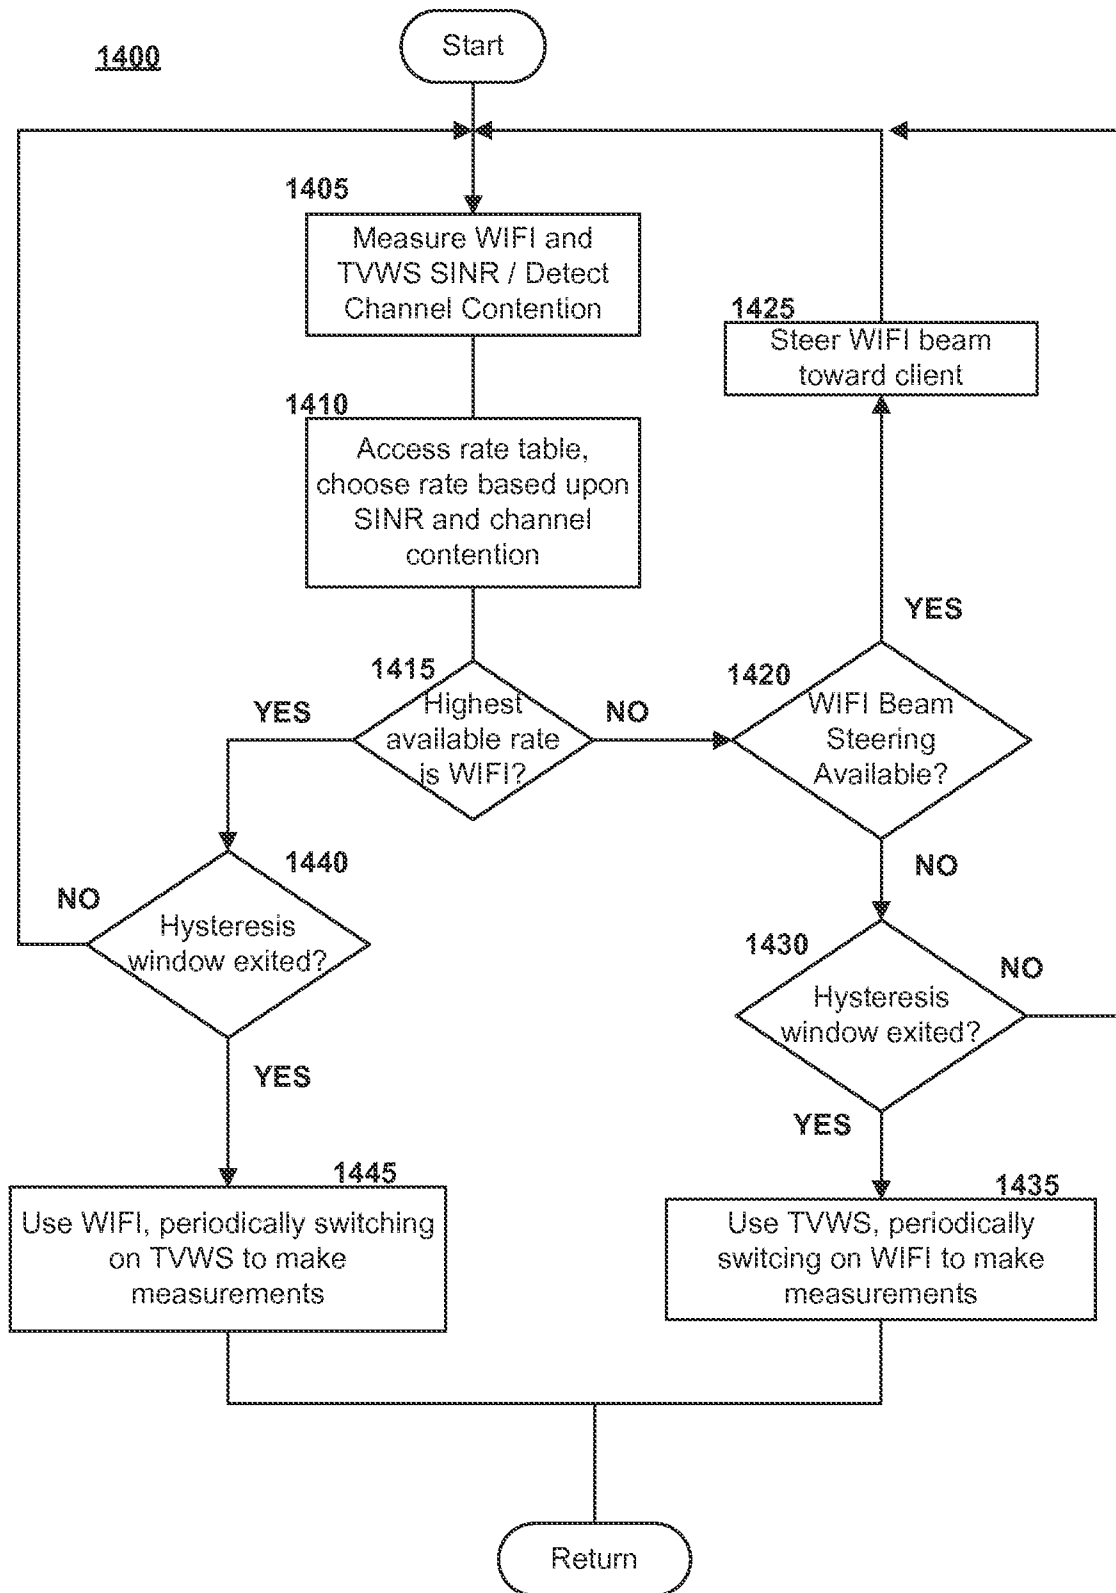 1400
Start
1405
Measure WIFI and
TVWS SINR / Detect
Channel Contention
1410
Access rate table,
choose rate based upon
SINR and channel
contention
1425
Steer WIFI beam
toward client
YES
1415
Highest
available rate
is WIFI?
YES
NO
1420
WIFI Beam
Steering
Available?
NO
1440
Hysteresis
window exited?
NO
YES
1430
Hysteresis
window exited?
NO
YES
1445
Use WIFI, periodically switching
on TVWS to make
measurements
1435
Use TVWS, periodically
switcing on WIFI to make
measurements
Return